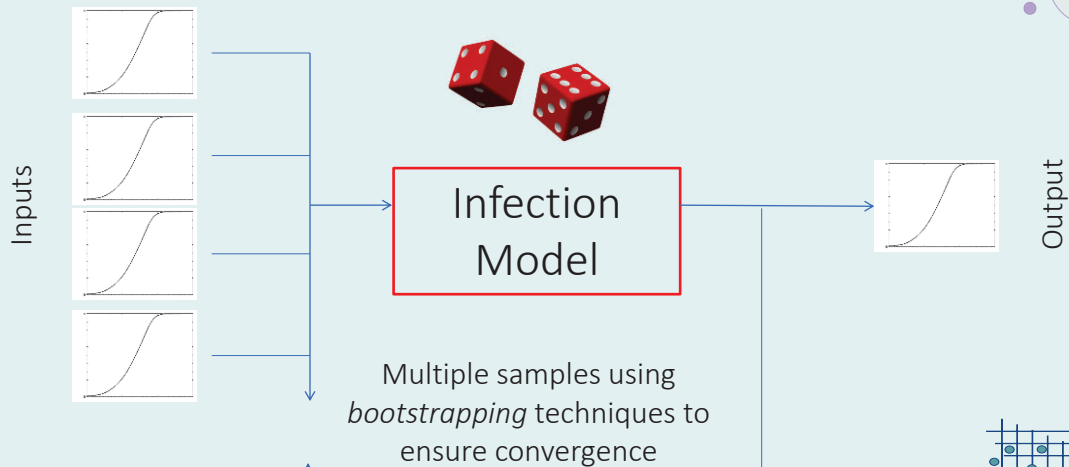 Inputs
Infection
Model
Output
Multiple samples using
bootstrapping techniques to
ensure convergence